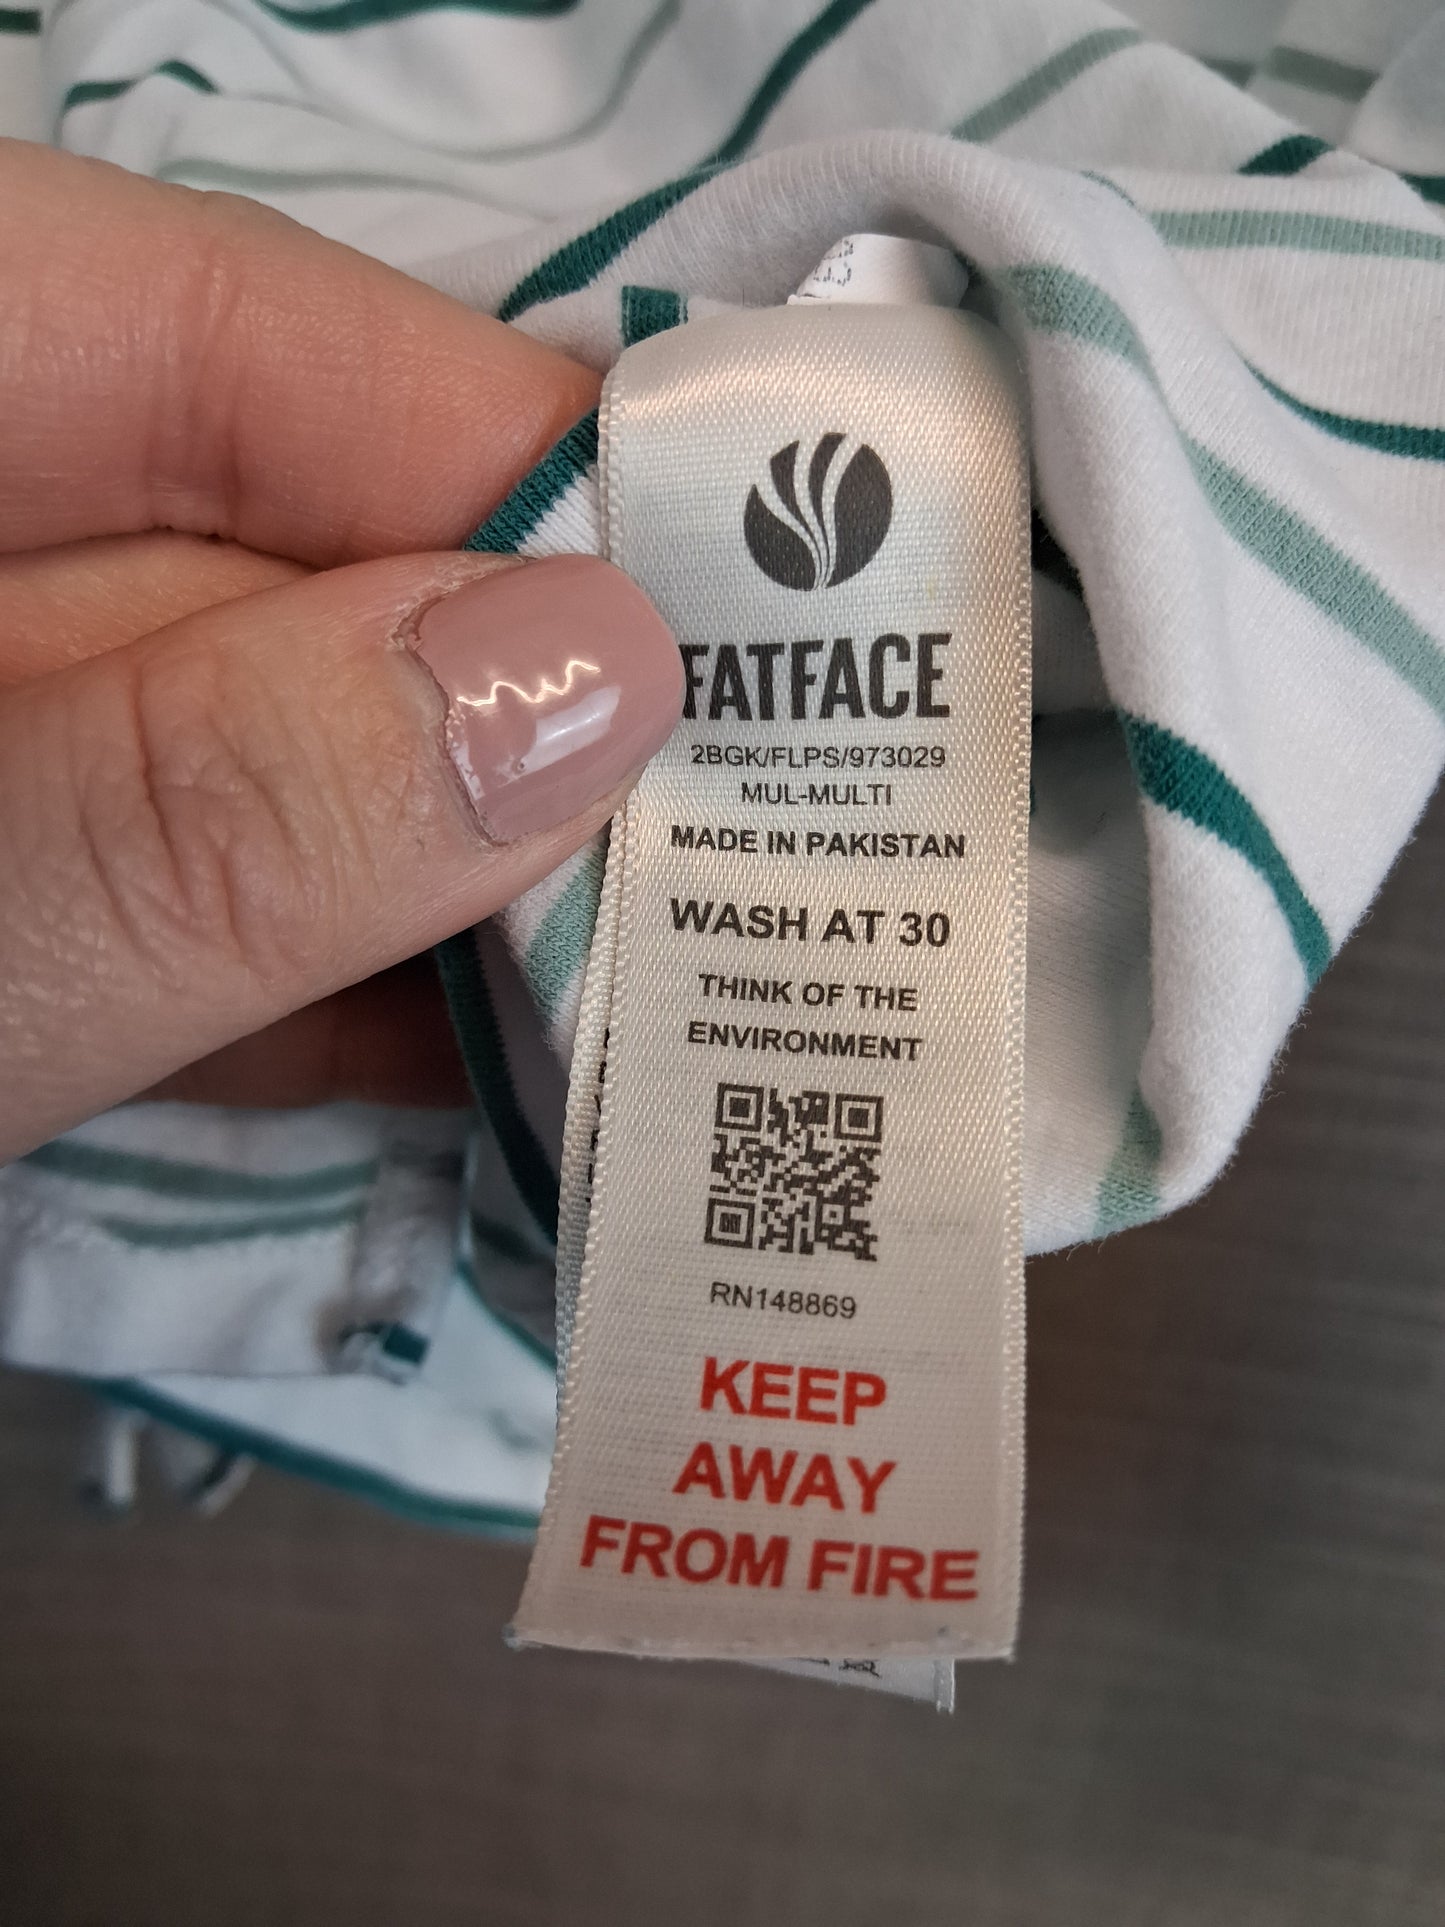 FATFACE
2BGK/FLPS/973029
MUL-MULTI
MADE IN PAKISTAN
WASH AT 30
THINK OF THE
ENVIRONMENT
RN148869
KEEP
AWAY
FROM FIRE